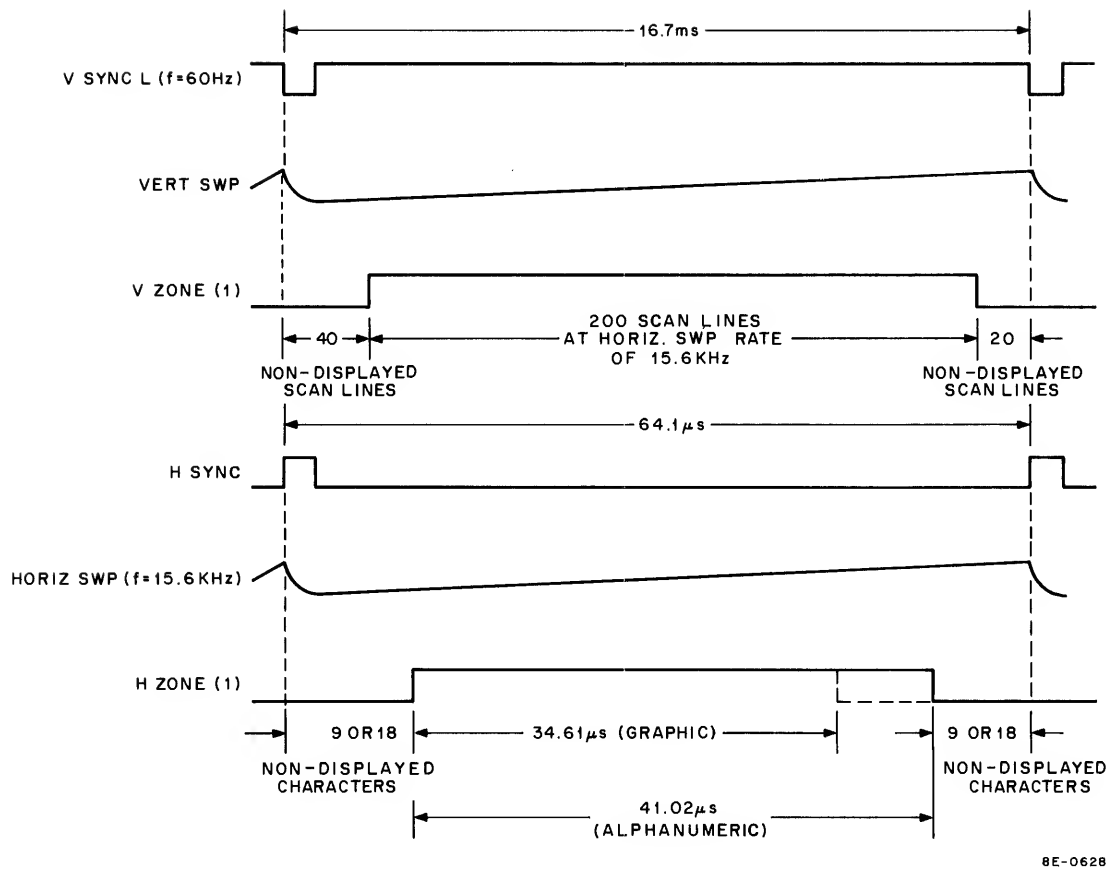 16.7ms
V SYNC L (f=60Hz)
VERT SWP
V ZONE (1)
40
200 SCAN LINES
AT HORIZ. SWP RATE
OF 15.6KHz
20
NON-DISPLAYED
SCAN LINES
NON-DISPLAYED
SCAN LINES
64.1μs
H SYNC
HORIZ SWP (f=15.6KHz)
H ZONE (1)
9 OR 18
34.61μs (GRAPHIC)
9 OR 18
NON-DISPLAYED
CHARACTERS
NON-DISPLAYED
CHARACTERS
41.02μs
(ALPHANUMERIC)
8E-0628